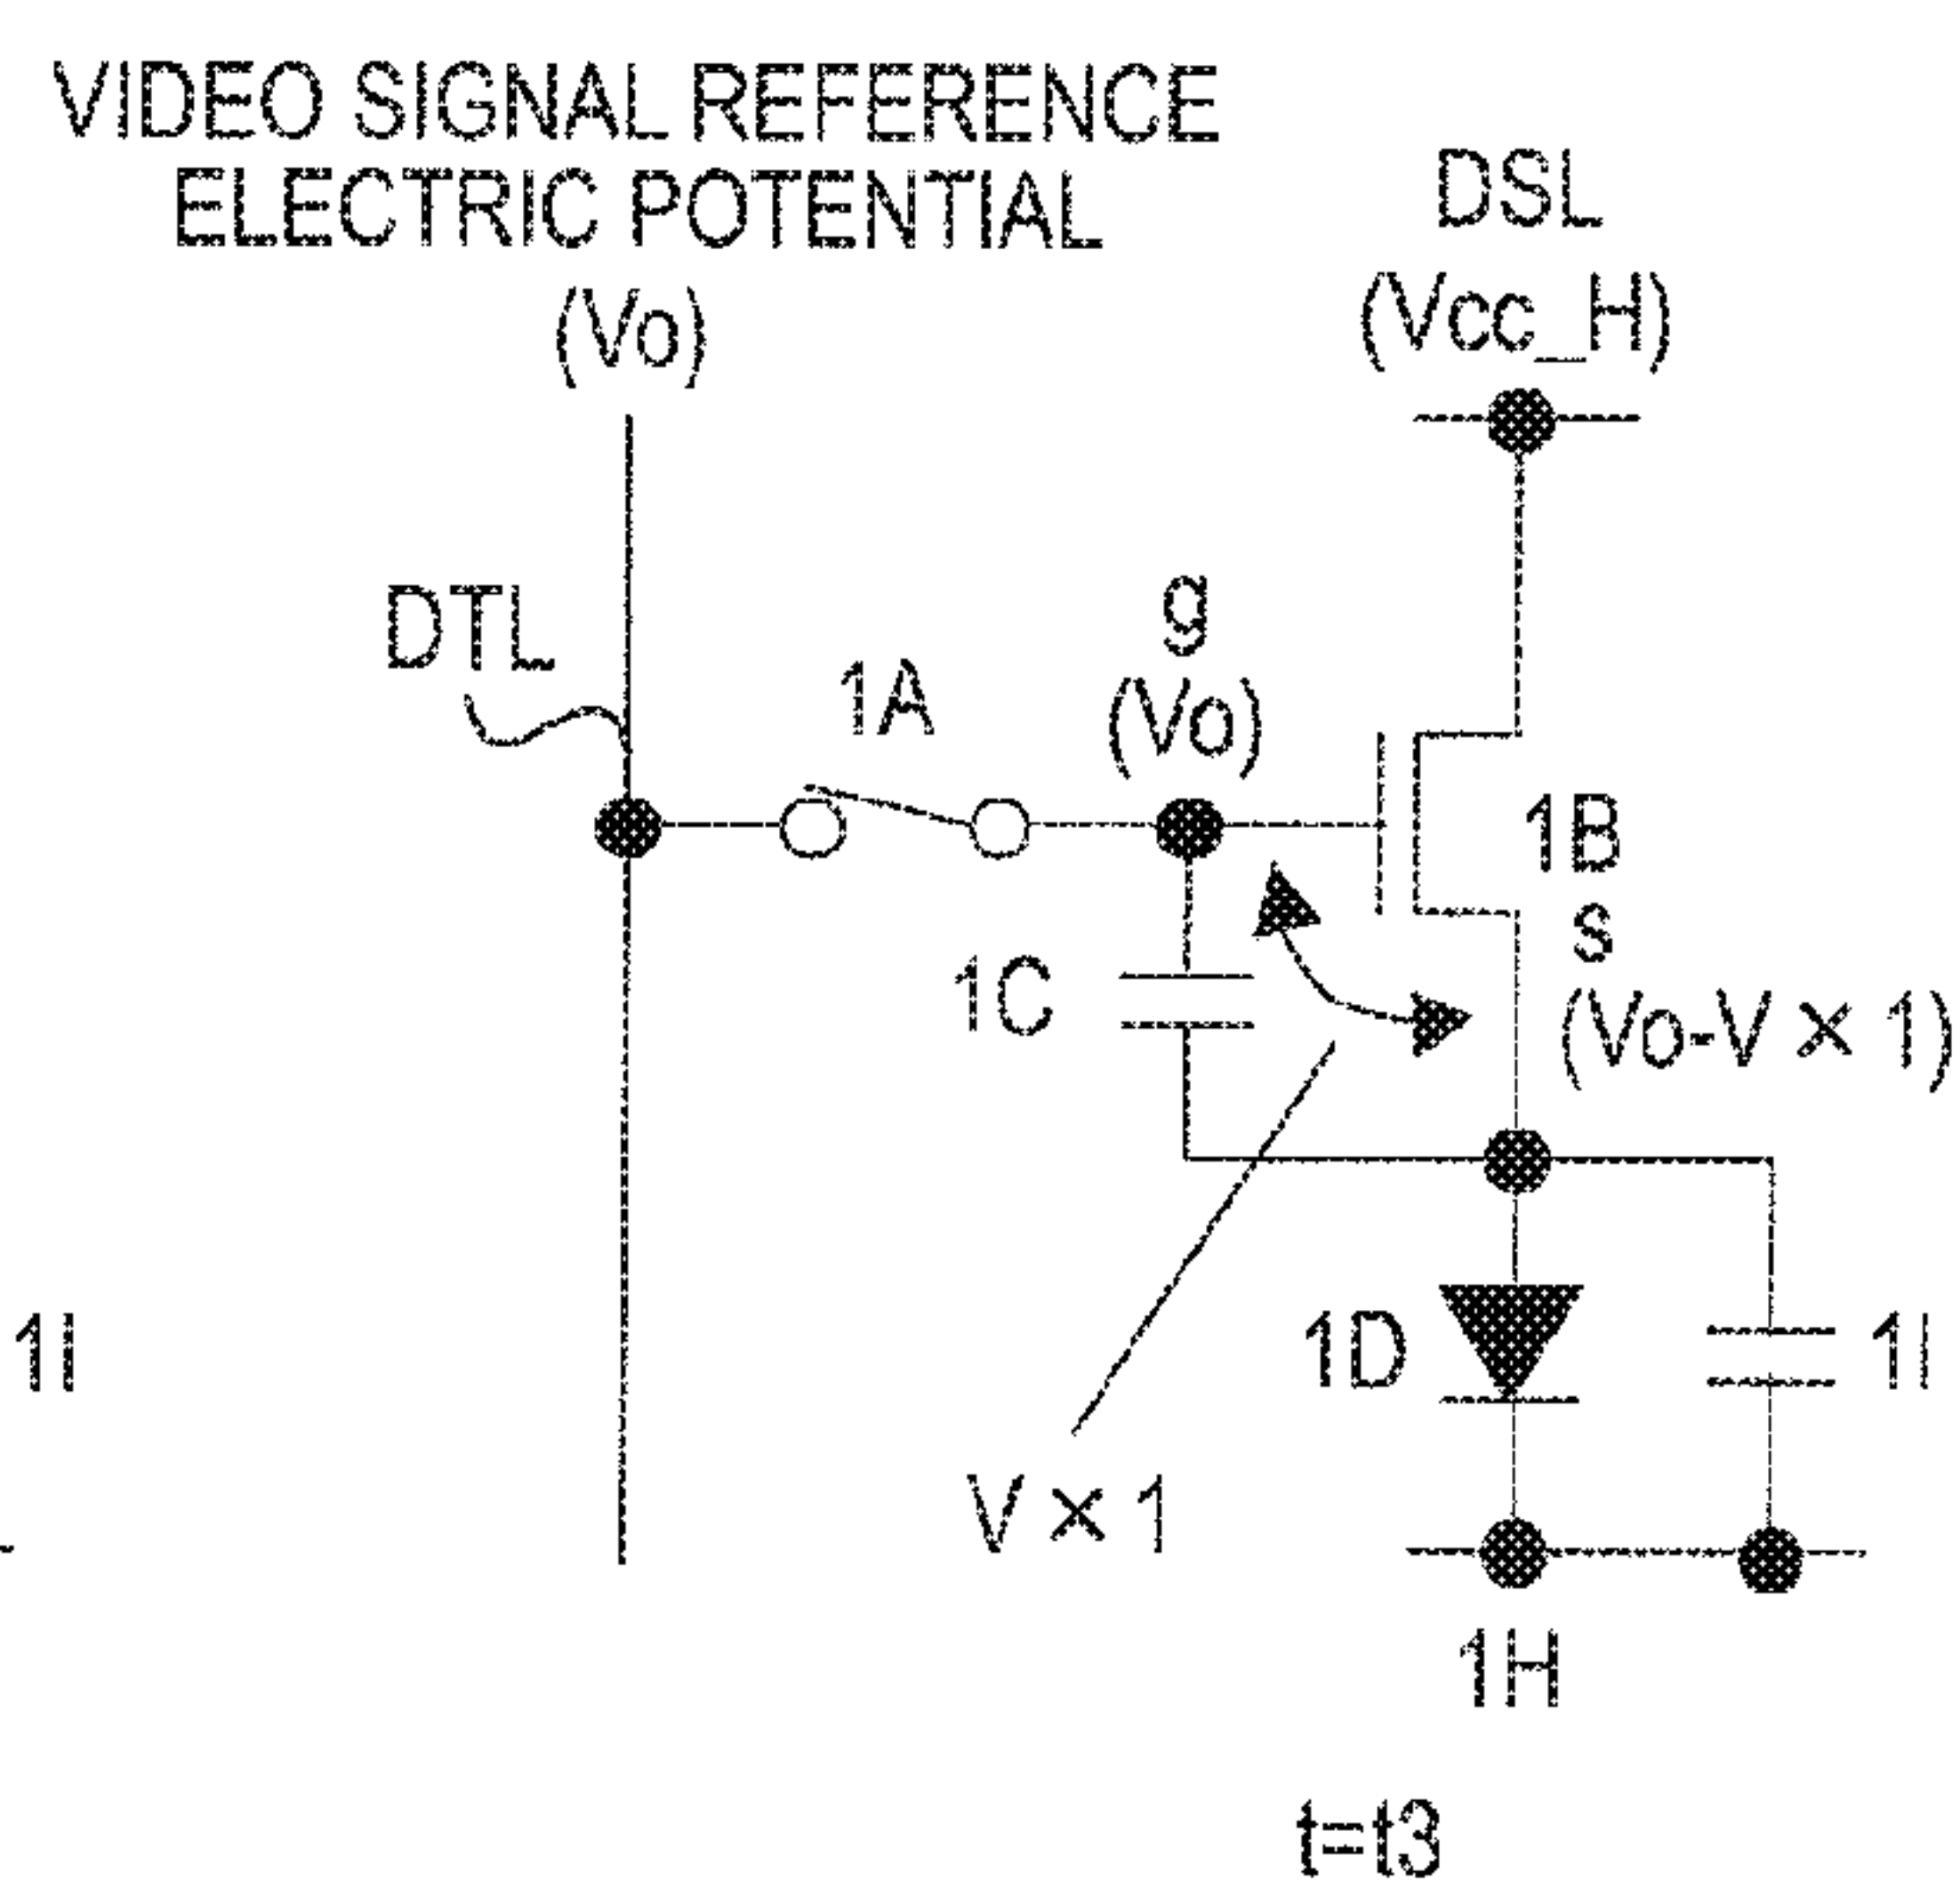 VIDEO SIGNAL REFERENCE
ELECTRIC POTENTIAL
(Vo)
DSL
(Vcc_H)
DTL
1A
g
(Vo)
1B
s
(Vo-V × 1)
1C
1I
1D
1I
V × 1
1H
t=t3